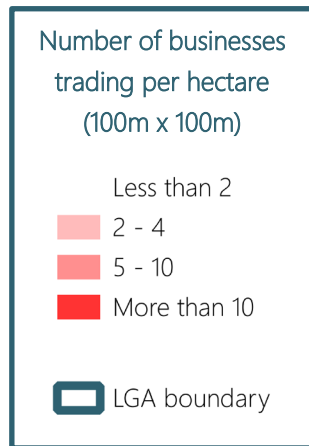 Number of businesses
trading per hectare
(100m x 100m)
Less than 2
2 - 4
5 - 10
More than 10
LGA boundary